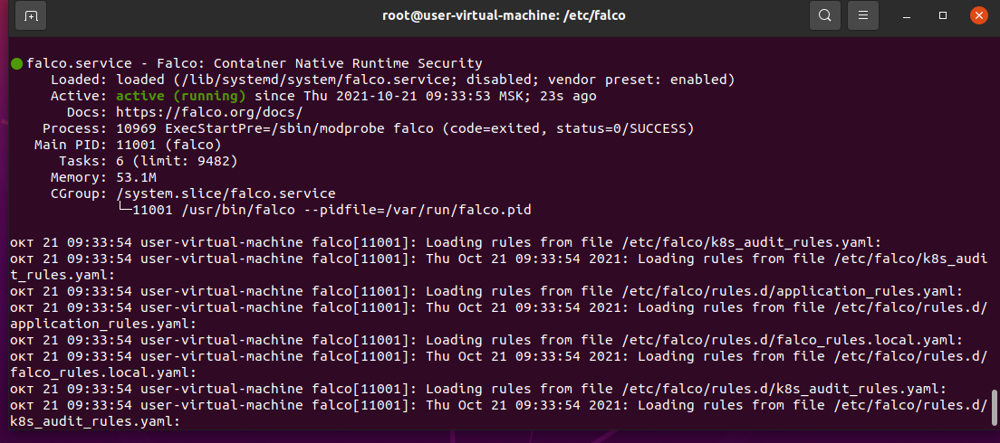 root@user-virtual-machine: /etc/falco
falco.service - Falco: Container Native Runtime Security
Loaded: loaded (/lib/systemd/system/falco.service; disabled; vendor preset: enabled)
Active: active (running) since Thu 2021-10-21 09:33:53 MSK; 23s ago
Docs: https://falco.org/docs/
Process: 10969 ExecStartPre=/sbin/modprobe falco (code=exited, status=0/SUCCESS)
Main PID: 11001 (falco)
Tasks: 6 (limit: 9482)
Memory: 53.1M
CGroup: /system.slice/falco.service
└─11001 /usr/bin/falco --pidfile=/var/run/falco.pid
окт 21 09:33:54 user-virtual-machine falco[11001]: Loading rules from file /etc/falco/k8s_audit_rules.yaml:
окт 21 09:33:54 user-virtual-machine falco[11001]: Thu Oct 21 09:33:54 2021: Loading rules from file /etc/falco/k8s_audi
t_rules.yaml:
окт 21 09:33:54 user-virtual-machine falco[11001]: Loading rules from file /etc/falco/rules.d/application_rules.yaml:
окт 21 09:33:54 user-virtual-machine falco[11001]: Thu Oct 21 09:33:54 2021: Loading rules from file /etc/falco/rules.d/
application_rules.yaml:
окт 21 09:33:54 user-virtual-machine falco[11001]: Loading rules from file /etc/falco/rules.d/falco_rules.local.yaml:
окт 21 09:33:54 user-virtual-machine falco[11001]: Thu Oct 21 09:33:54 2021: Loading rules from file /etc/falco/rules.d/
falco_rules.local.yaml:
окт 21 09:33:54 user-virtual-machine falco[11001]: Loading rules from file /etc/falco/rules.d/k8s_audit_rules.yaml:
окт 21 09:33:54 user-virtual-machine falco[11001]: Thu Oct 21 09:33:54 2021: Loading rules from file /etc/falco/rules.d/
k8s_audit_rules.yaml: